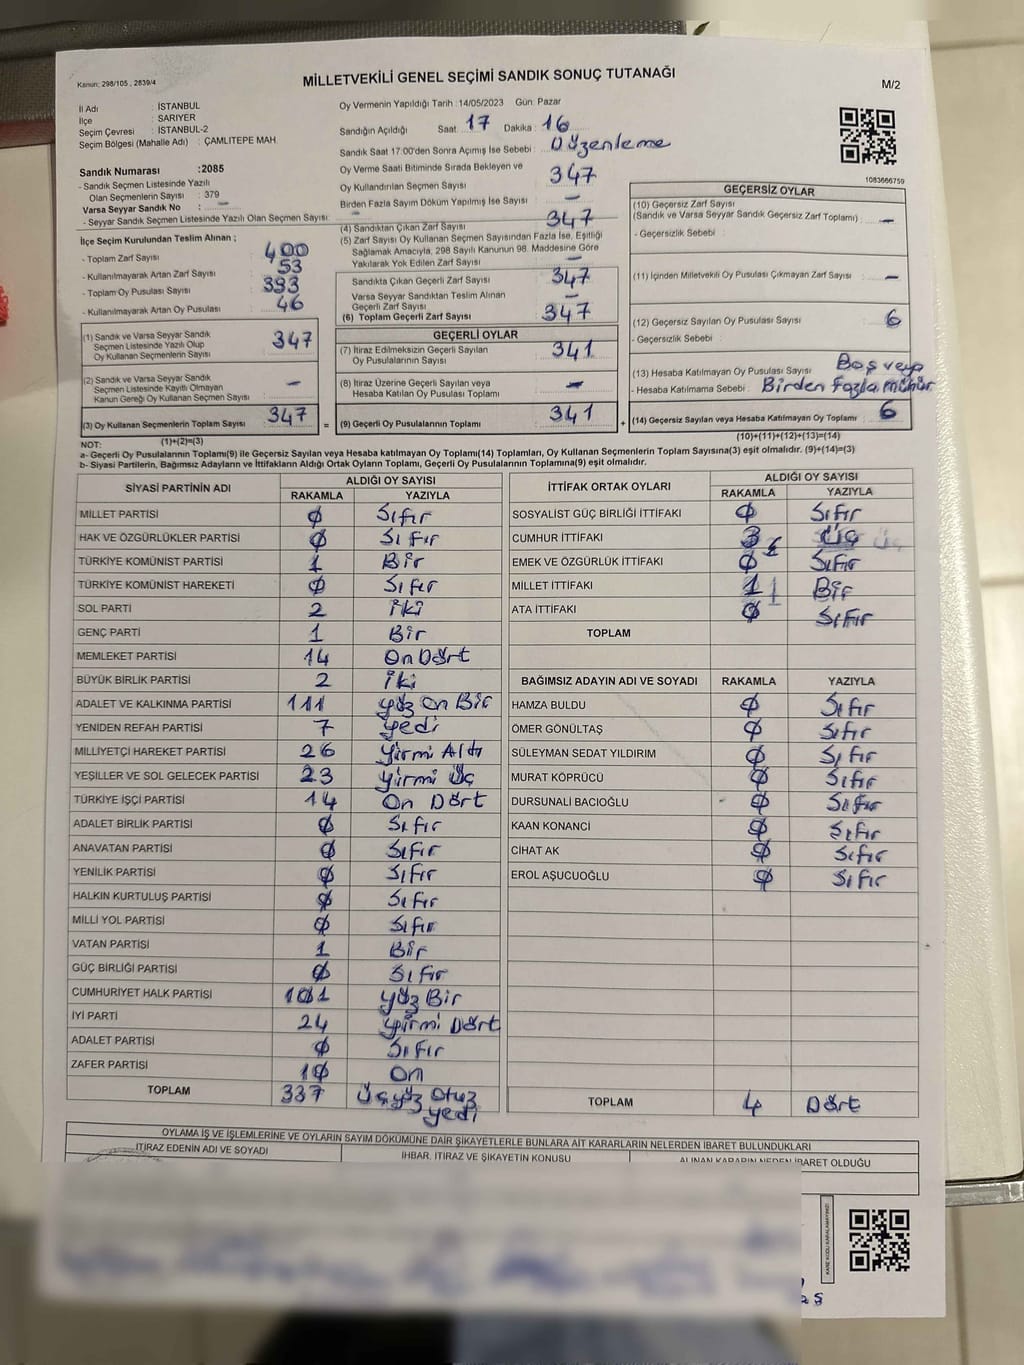 Kanun: 298/105 , 2839/4
MİLLETVEKİLİ GENEL SEÇİMİ SANDIK SONUÇ TUTANAĞI
M/2
İl Adı : İSTANBUL
İlçe : SARIYER
Seçim Çevresi : İSTANBUL-2
Seçim Bölgesi (Mahalle Adı) : ÇAMLITEPE MAH
Sandık Numarası :2085
- Sandık Seçmen Listesinde Yazılı
Olan Seçmenlerin Sayısı : 379
Varsa Seyyar Sandık No : -
- Seyyar Sandık Seçmen Listesinde Yazılı Olan Seçmen Sayısı: -
Oy Vermenin Yapıldığı Tarih :14/05/2023 Gün: Pazar
Sandığın Açıldığı Saat: 17 Dakika : 16
Sandık Saat 17:00'den Sonra Açımış İse Sebebi : Düzenleme
Oy Verme Saati Bitiminde Sırada Bekleyen ve
Oy Kullandırılan Seçmen Sayısı 347
Birden Fazla Sayım Döküm Yapılmış İse Sayısı -
1083666759
İlçe Seçim Kurulundan Teslim Alınan ;
- Toplam Zarf Sayısı : 400
- Kullanılmayarak Artan Zarf Sayısı : 53
- Toplam Oy Pusulası Sayısı : 393
- Kullanılmayarak Artan Oy Pusulası : 46
(1) Sandık ve Varsa Seyyar Sandık
Seçmen Listesinde Yazılı Olup
Oy Kullanan Seçmenlerin Sayısı 347
(2) Sandık ve Varsa Seyyar Sandık
Seçmen Listesinde Kayıtlı Olmayan
Kanun Gereği Oy Kullanan Seçmen Sayısı -
(3) Oy Kullanan Seçmenlerin Toplam Sayısı 347
(1)+(2)=(3)
(4) Sandıktan Çıkan Zarf Sayısı 347
(5) Zarf Sayısı Oy Kullanan Seçmen Sayısından Fazla İse, Eşitliği
Sağlamak Amacıyla, 298 Sayılı Kanunun 98. Maddesine Göre
Yakılarak Yok Edilen Zarf Sayısı -
Sandıkta Çıkan Geçerli Zarf Sayısı 347
Varsa Seyyar Sandıktan Teslim Alınan
Geçerli Zarf Sayısı -
(6) Toplam Geçerli Zarf Sayısı 347
GEÇERLİ OYLAR
(7) İtiraz Edilmeksizin Geçerli Sayılan
Oy Pusulalarının Sayısı 341
(8) İtiraz Üzerine Geçerli Sayılan veya
Hesaba Katılan Oy Pusulası Toplamı -
= (9) Geçerli Oy Pusulalarının Toplamı 341 +
GEÇERSİZ OYLAR
(10) Geçersiz Zarf Sayısı
(Sandık ve Varsa Seyyar Sandık Geçersiz Zarf Toplamı) : -
- Geçersizlik Sebebi :
(11) İçinden Milletvekili Oy Pusulası Çıkmayan Zarf Sayısı : -
(12) Geçersiz Sayılan Oy Pusulası Sayısı : 6
- Geçersizlik Sebebi :
(13) Hesaba Katılmayan Oy Pusulası Sayısı : Boş veya
- Hesaba Katılmama Sebebi : Birden Fazla mühür
(14) Geçersiz Sayılan veya Hesaba Katılmayan Oy Toplamı : 6
(10)+(11)+(12)+(13)=(14)
NOT:
a- Geçerli Oy Pusulaları Toplamı(9) ile Geçersiz Sayılan veya Hesaba katılmayan Oy Toplamı(14) Toplamları, Oy Kullanan Seçmenlerin Toplam Sayısına(3) eşit olmalıdır. (9)+(14)=(3)
b- Siyasi Partilerin, Bağımsız Adayların ve İttifakların Aldığı Ortak Oyların Toplamı, Geçerli Oy Pusulalarının Toplamına(9) eşit olmalıdır.
SİYASİ PARTİNİN ADI ALDIĞI OY SAYISI
RAKAMLA YAZIYLA
MİLLET PARTİSİ 0 Sıfır
HAK VE ÖZGÜRLÜKLER PARTİSİ 0 Sıfır
TÜRKİYE KOMÜNİST PARTİSİ 1 Bir
TÜRKİYE KOMÜNİST HAREKETİ 0 Sıfır
SOL PARTİ 2 iki
GENÇ PARTİ 1 Bir
MEMLEKET PARTİSİ 14 On Dört
BÜYÜK BİRLİK PARTİSİ 2 iki
ADALET VE KALKINMA PARTİSİ 111 yüz on Bir
YENİDEN REFAH PARTİSİ 7 yedi
MİLLİYETÇİ HAREKET PARTİSİ 26 yirmi Altı
YEŞİLLER VE SOL GELECEK PARTİSİ 23 yirmi üç
TÜRKİYE İŞÇİ PARTİSİ 14 On Dört
ADALET BİRLİK PARTİSİ 0 Sıfır
ANAVATAN PARTİSİ 0 Sıfır
YENİLİK PARTİSİ 0 Sıfır
HALKIN KURTULUŞ PARTİSİ 0 Sıfır
MİLLİ YOL PARTİSİ 0 Sıfır
VATAN PARTİSİ 1 Bir
GÜÇ BİRLİĞİ PARTİSİ 0 Sıfır
CUMHURİYET HALK PARTİSİ 101 yüz Bir
İYİ PARTİ 24 yirmi Dört
ADALET PARTİSİ 0 Sıfır
ZAFER PARTİSİ 10 On
TOPLAM 337 üçyüz otuz yedi
İTTİFAK ORTAK OYLARI ALDIĞI OY SAYISI
RAKAMLA YAZIYLA
SOSYALİST GÜÇ BİRLİĞİ İTTİFAKI 0 Sıfır
CUMHUR İTTİFAKI 3 üç
EMEK VE ÖZGÜRLÜK İTTİFAKI 0 Sıfır
MİLLET İTTİFAKI 1 Bir
ATA İTTİFAKI 0 Sıfır
TOPLAM
BAĞIMSIZ ADAYIN ADI VE SOYADI RAKAMLA YAZIYLA
HAMZA BULDU 0 Sıfır
ÖMER GÖNÜLTAŞ 0 Sıfır
SÜLEYMAN SEDAT YILDIRIM 0 Sıfır
MURAT KÖPRÜCÜ 0 Sıfır
DURSUNALİ BACIOĞLU 0 Sıfır
KAAN KONANCİ 0 Sıfır
CİHAT AK 0 Sıfır
EROL AŞUCUOĞLU 0 Sıfır
TOPLAM 4 Dört
OYLAMA İŞ VE İŞLEMLERİNE VE OYLARIN SAYIM DÖKÜMÜNE DAİR ŞİKAYETLERLE BUNLARA AİT KARARLARIN NELERDEN İBARET BULUNDUKLARI
İTİRAZ EDENİN ADI VE SOYADI
İHBAR, İTİRAZ VE ŞİKAYETİN KONUSU
ALINAN KARARIN NEDEN İBARET OLDUĞU
KARE KODU KARALAMAYINIZ!